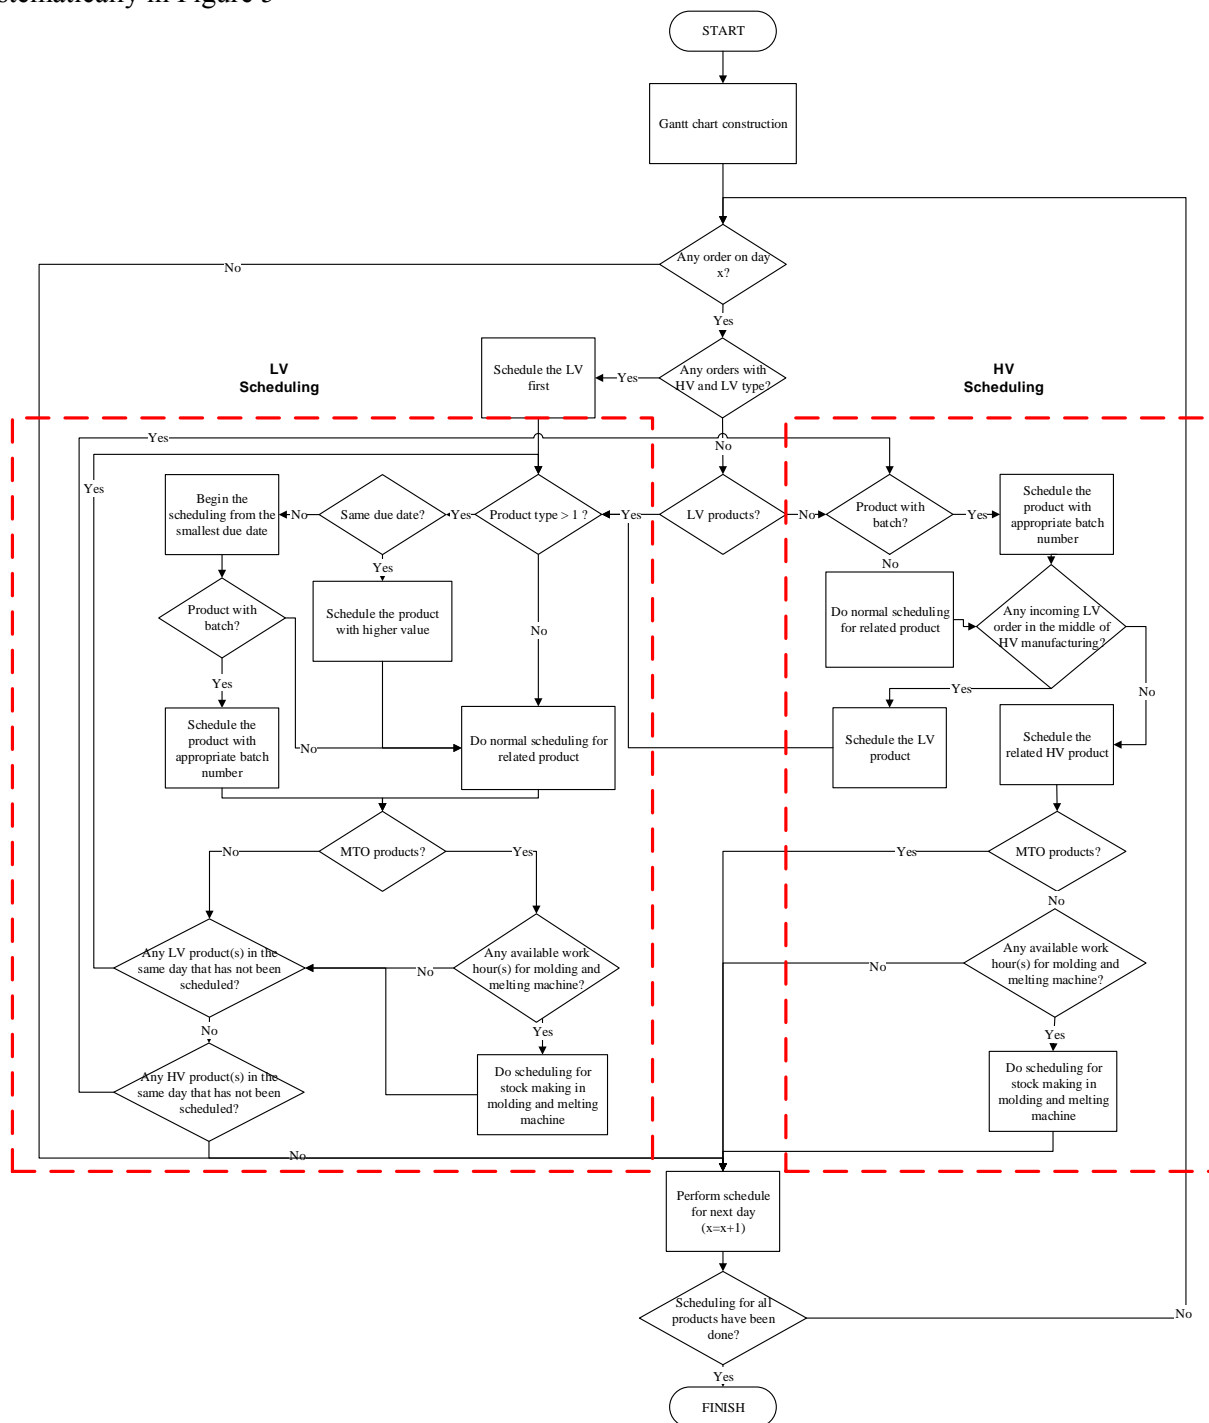 stematically in Figure 3
START
Gantt chart construction
Any order on day
x?
No
Yes
LV
Scheduling
Schedule the LV
first
Yes
Any orders with
HV and LV type?
HV
Scheduling
Yes
No
Yes
Begin the
scheduling from the
smallest due date
No
Same due date?
Yes
Product type > 1 ?
Yes
LV products?
No
Product with
batch?
Yes
Schedule the
product with
appropriate batch
number
Yes
No
Product with
batch?
Schedule the product
with higher value
No
Do normal scheduling
for related product
Any incoming LV
order in the middle of
HV manufacturing?
Yes
Yes
No
Schedule the
product with
appropriate batch
number
No
Do normal scheduling for
related product
Schedule the LV
product
Schedule the
related HV product
No
MTO products?
Yes
Yes
MTO products?
No
Any LV product(s) in the
same day that has not been
scheduled?
No
Any available work
hour(s) for molding and
melting machine?
No
Any available work
hour(s) for molding and
melting machine?
No
Yes
Yes
Any HV product(s) in the
same day that has not been
scheduled?
Do scheduling for
stock making in
molding and melting
machine
Do scheduling for
stock making in
molding and melting
machine
No
Perform schedule
for next day
(x=x+1)
Scheduling for all
products have been
done?
No
Yes
FINISH